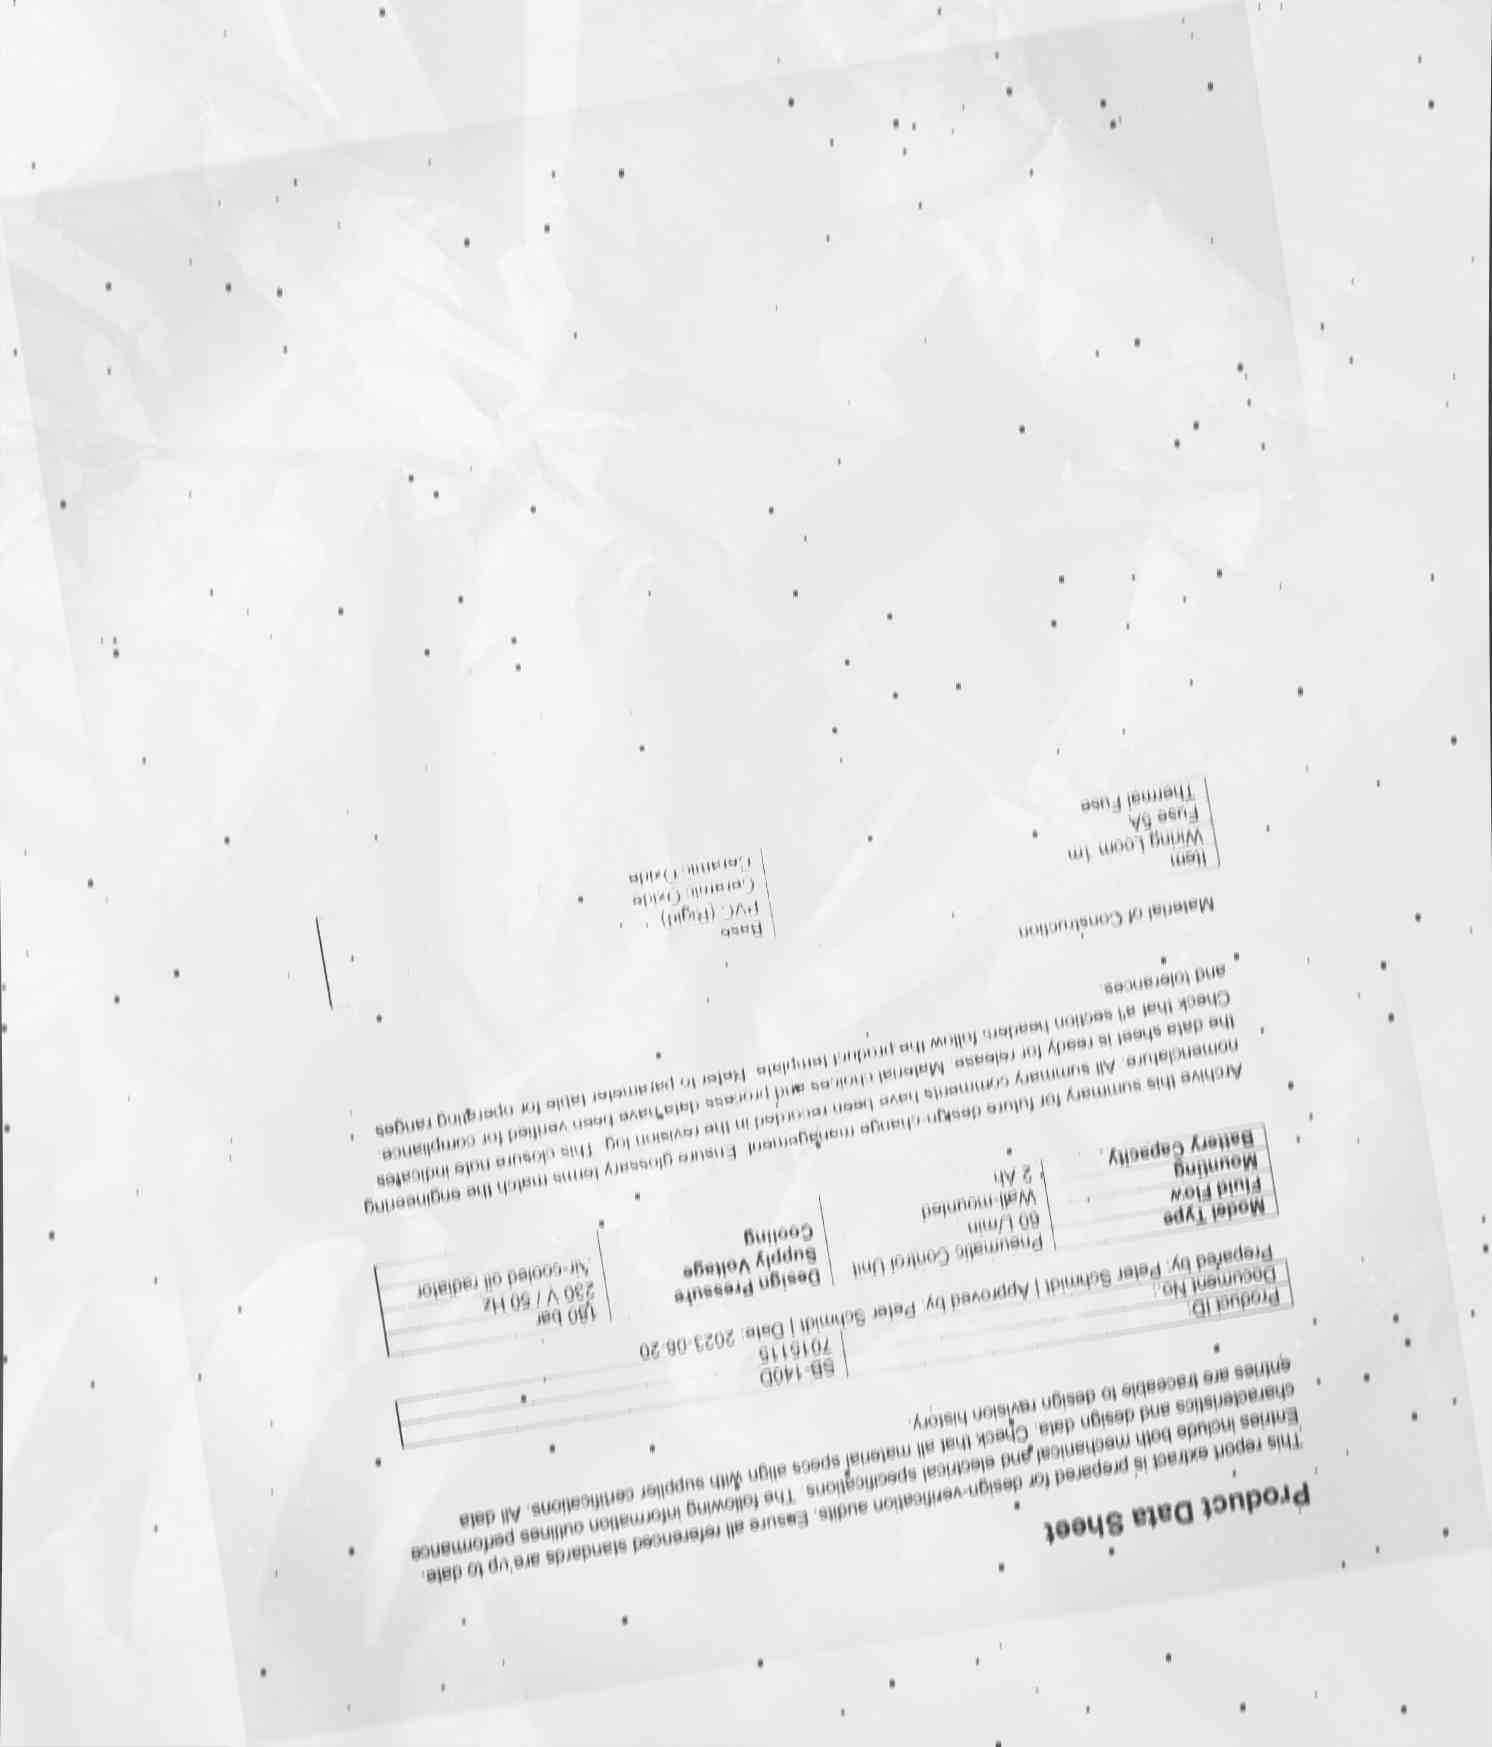 Product Data Sheet
This report extract is prepared for design-verification audits. Ensure all referenced standards are up to date.
Entries include both mechanical and electrical specifications. The following information outlines performance
characteristics and design data. Check that all material specs align with supplier certifications. All data
entries are traceable to design revision history.
Product ID: SB-140D
Document No.: 7015115
Prepared by: Peter Schmidt | Approved by: Peter Schmidt | Date: 2023-08-20
Model Type Pneumatic Control Unit Design Pressure 180 bar
Fluid Flow 60 L/min Supply Voltage 230 V / 50 Hz
Mounting Wall-mounted Cooling Air-cooled oil radiator
Battery Capacity 2 Ah
Archive this summary for future design-change management. Ensure glossary terms match the engineering
nomenclature. All summary comments have been recorded in the revision log. This closure note indicates
the data sheet is ready for release. Material choices and process data have been verified for compliance.
Check that all section headers follow the product template. Refer to parameter table for operating ranges
and tolerances.
Material of Construction
Item Base
Wiring Loom 1m PVC (Rigid)
Fuse 5A Ceramic Oxide
Thermal Fuse Ceramic Oxide